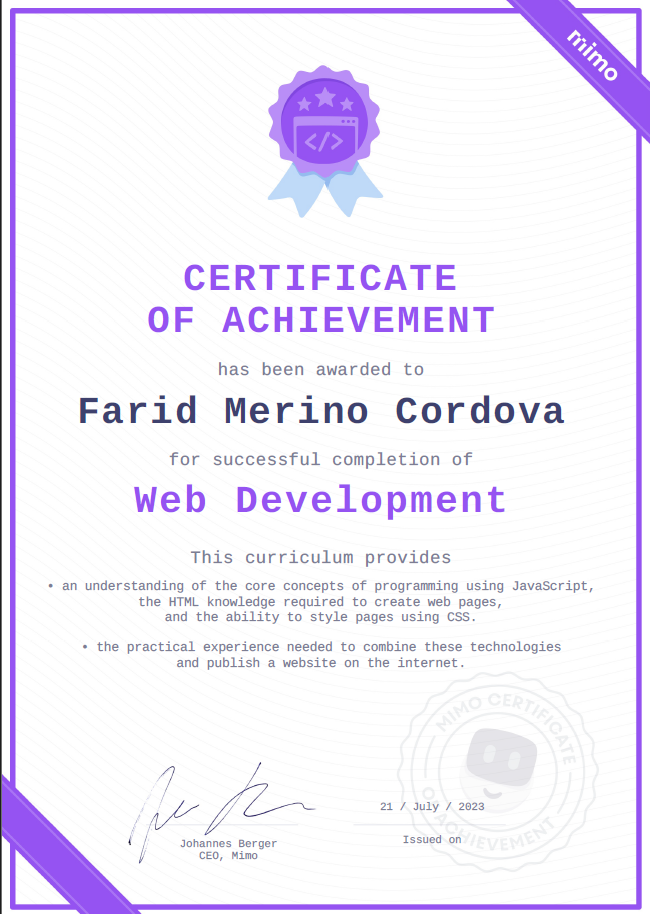 mimo
</>
CERTIFICATE
OF ACHIEVEMENT
has been awarded to
Farid Merino Cordova
for successful completion of
Web Development
This curriculum provides
• an understanding of the core concepts of programming using JavaScript,
the HTML knowledge required to create web pages,
and the ability to style pages using CSS.
• the practical experience needed to combine these technologies
and publish a website on the internet.
MIMO CERTIFICATE
OF ACHIEVEMENT
21 / July / 2023
Issued on
Johannes Berger
CEO, Mimo